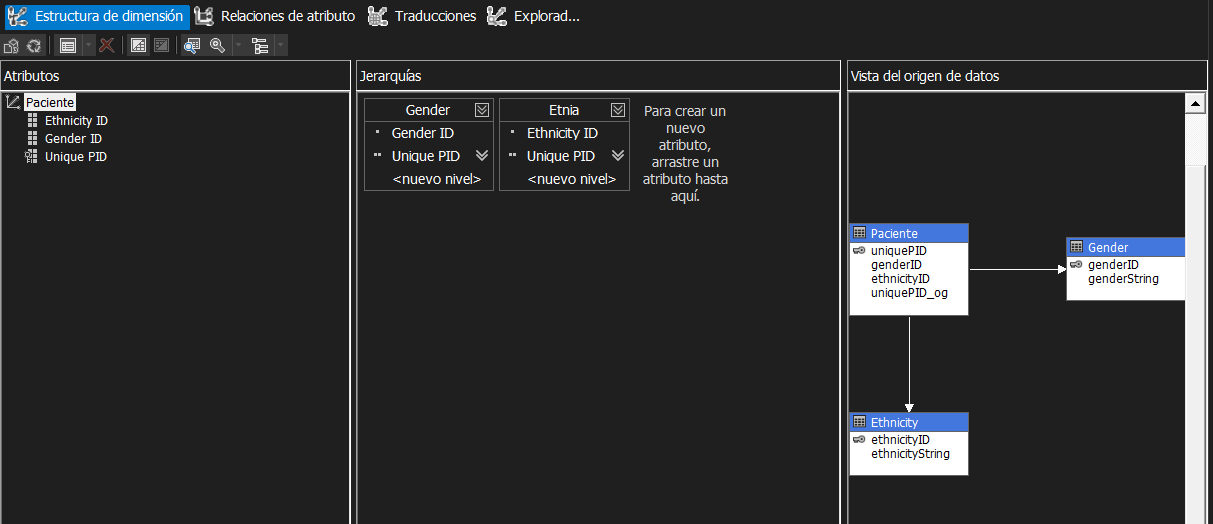 Estructura de dimensión
Relaciones de atributo
Traducciones
Explorad...
Atributos
Paciente
Ethnicity ID
Gender ID
Unique PID
Jerarquías
Gender
Gender ID
Unique PID
<nuevo nivel>
Etnia
Ethnicity ID
Unique PID
<nuevo nivel>
Para crear un
nuevo
atributo,
arrastre un
atributo hasta
aquí.
Vista del origen de datos
Paciente
uniquePID
genderID
ethnicityID
uniquePID_og
Gender
genderID
genderString
Ethnicity
ethnicityID
ethnicityString